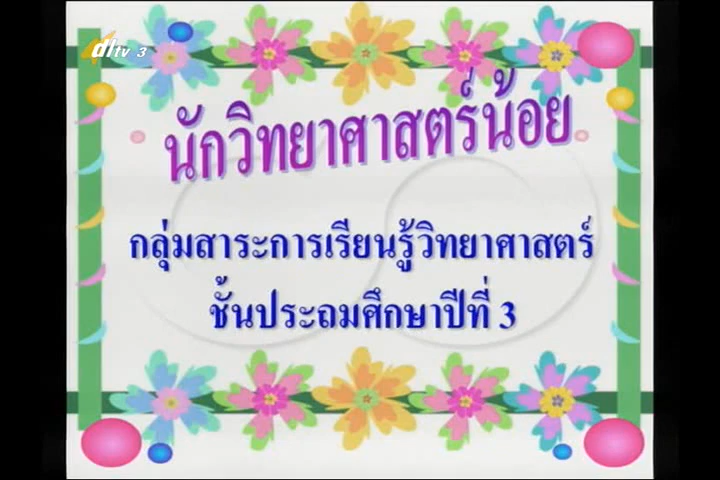 dltv 3
นักวิทยาศาสตร์น้อย
กลุ่มสาระการเรียนรู้วิทยาศาสตร์
ชั้นประถมศึกษาปีที่ 3